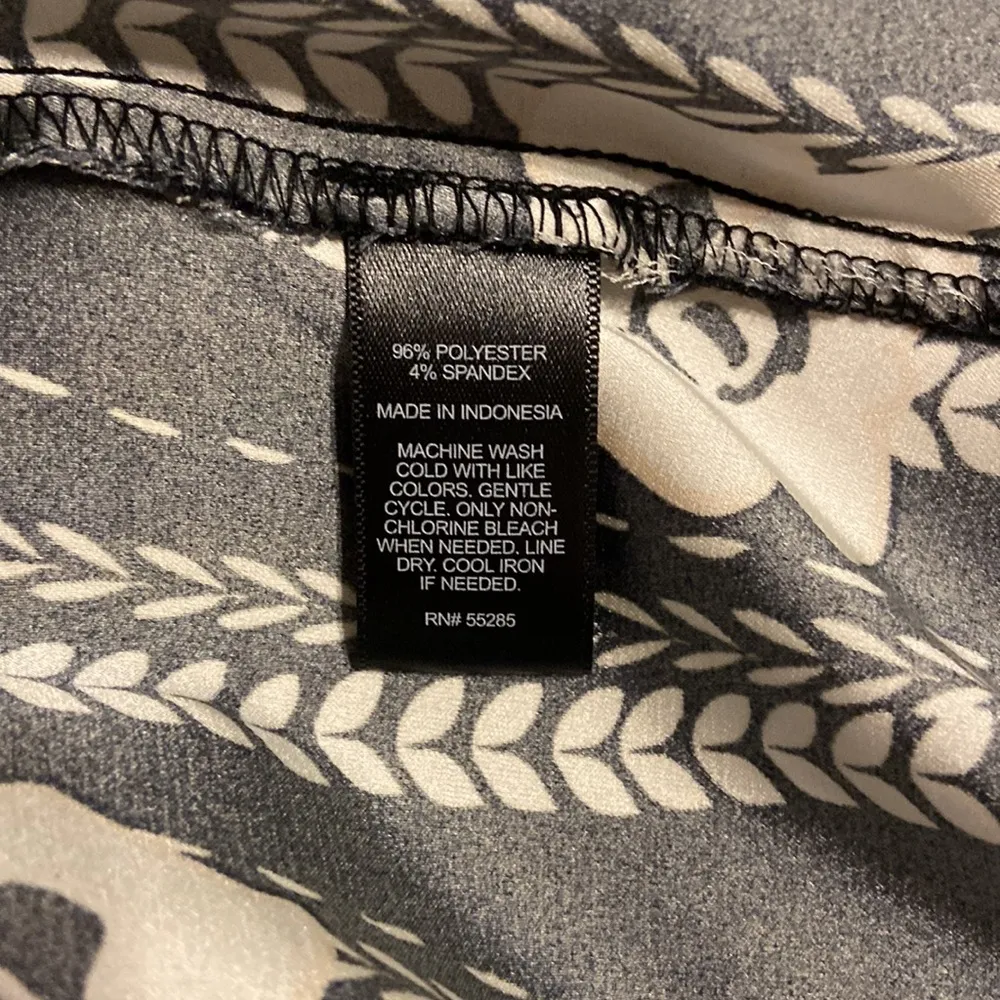 96% POLYESTER
4% SPANDEX
MADE IN INDONESIA
MACHINE WASH
COLD WITH LIKE
COLORS. GENTLE
CYCLE. ONLY NON-
CHLORINE BLEACH
WHEN NEEDED. LINE
DRY. COOL IRON
IF NEEDED.
RN# 55285